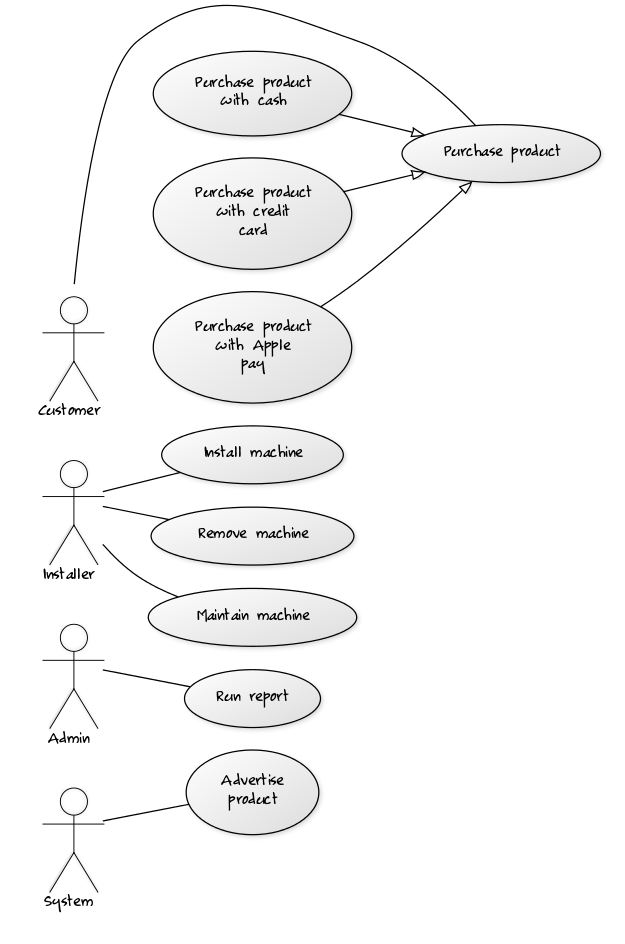 Purchase product
with cash
Purchase product
Purchase product
with credit
card
Purchase product
with Apple
pay
Customer
Install machine
Remove machine
Installer
Maintain machine
Run report
Admin
Advertise
product
System